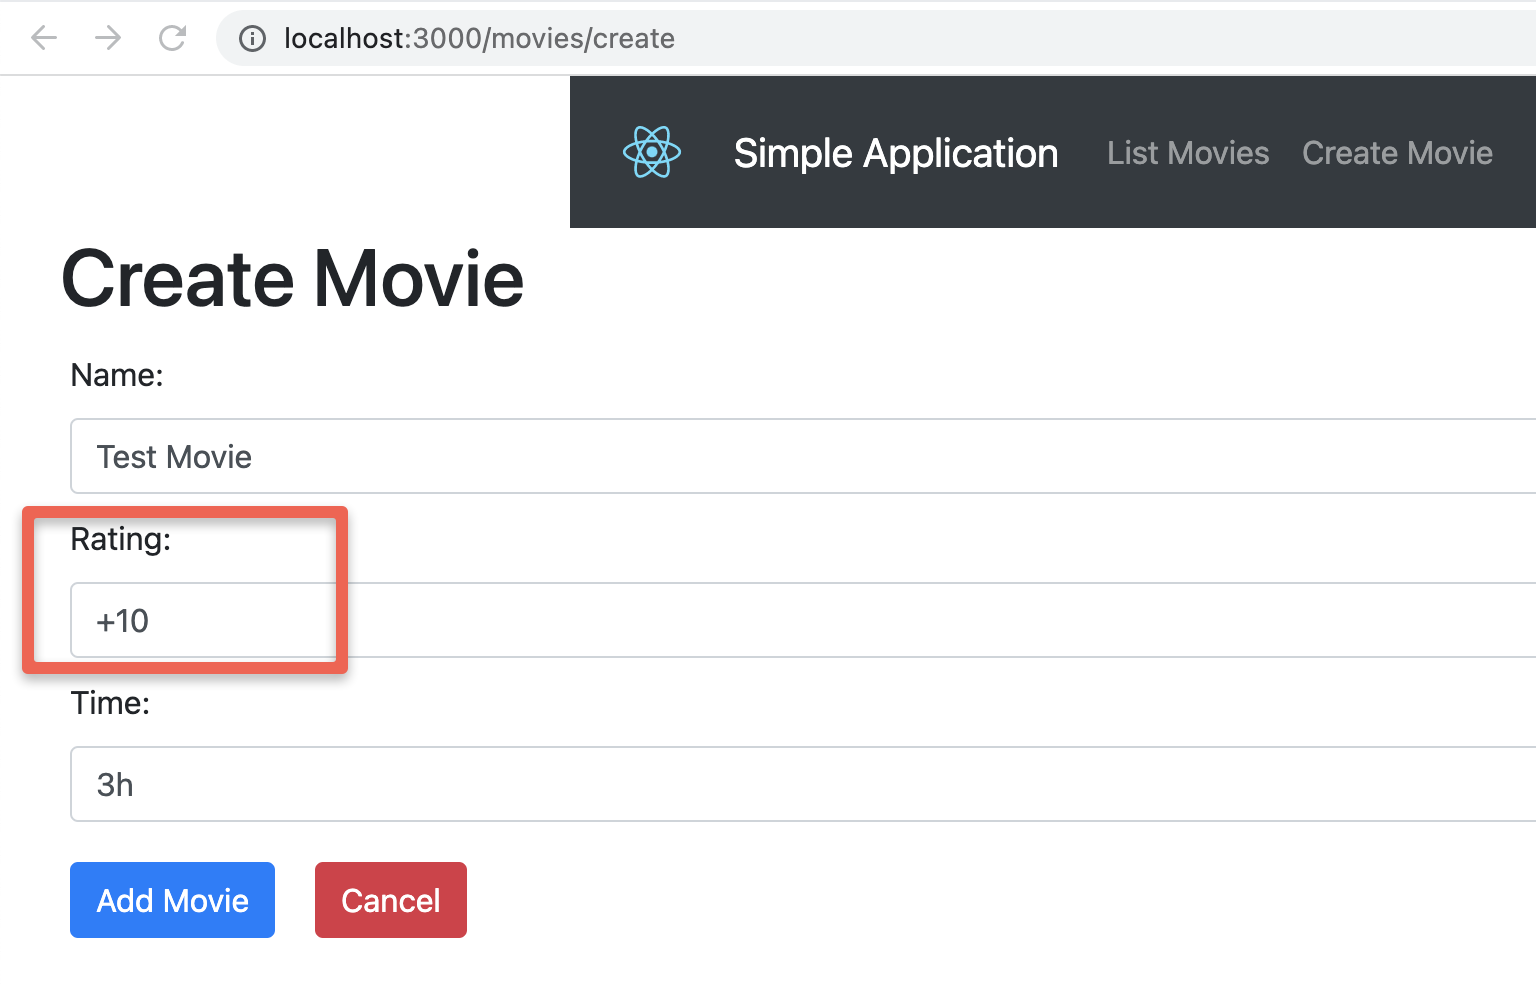 localhost:3000/movies/create
Simple Application List Movies Create Movie
Create Movie
Name:
Test Movie
Rating:
+10
Time:
3h
Add Movie Cancel